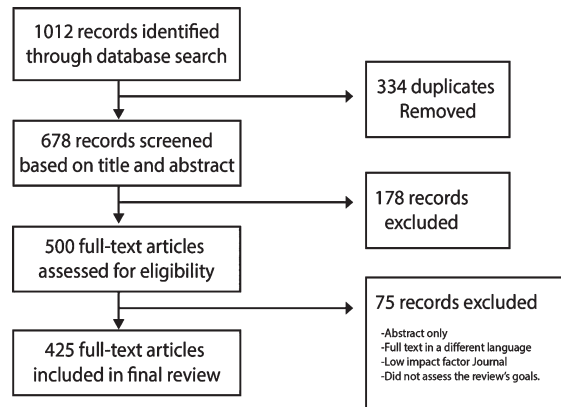 1012 records identified
through database search
334 duplicates
Removed
678 records screened
based on title and abstract
178 records
excluded
500 full-text articles
assessed for eligibility
75 records excluded
-Abstract only
-Full text in a different language
-Low impact factor Journal
-Did not assess the review's goals.
425 full-text articles
included in final review